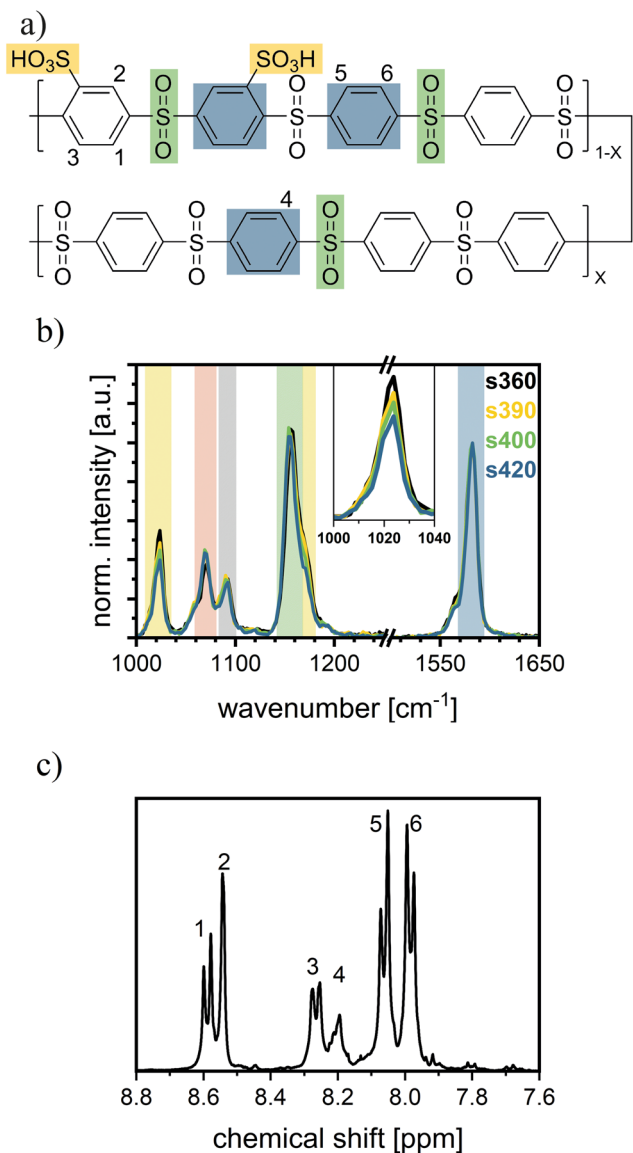 a)
HO₃S
SO₃H
2
5 6
O O O O
S S S S
O O O O
3 1
1-X
4
O O O O
S S S S
O O O O
X
b)
norm. intensity [a.u.]
s360
s390
s400
s420
1000 1020 1040
1000 1100 1200 1550 1650
wavenumber [cm⁻¹]
c)
1 2 3 4 5 6
8.8 8.6 8.4 8.2 8.0 7.8 7.6
chemical shift [ppm]